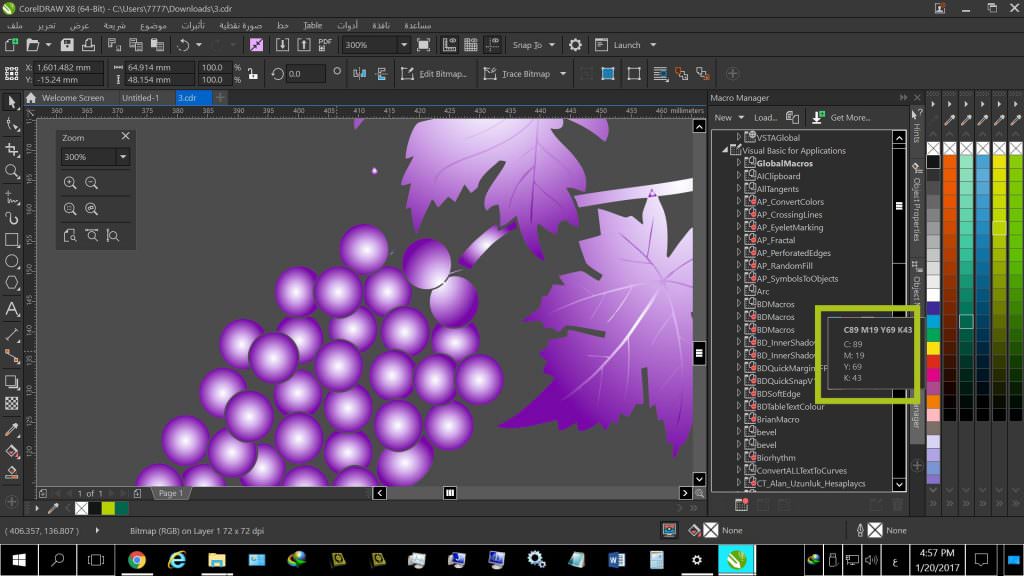 CorelDRAW X8 (64-Bit) - C:\Users\7777\Downloads\3.cdr
ملف تحرير عرض موضوع شريحة تأثيرات صورة نقطية خط Table أدوات نافذة مساعدة
PDF 300% Snap To Launch
X: 1,601.482 mm 64.914 mm 100.0 % 0.0 Edit Bitmap... Trace Bitmap
Y: -15.24 mm 48.154 mm 100.0 %
Welcome Screen Untitled-1 3.cdr
360 365 370 375 380 385 390 395 400 405 410 415 420 425 430 435 440 445 450 455 460 millimeters
Zoom
300%
Macro Manager
New Load... Get More...
VSTAGlobal
Visual Basic for Applications
GlobalMacros
AIClipboard
AllTangents
AP_ConvertColors
AP_CrossingLines
AP_EyeletMarking
AP_Fractal
AP_PerforatedEdges
AP_RandomFill
AP_SymbolsToObjects
Arc
BDMacros
BDMacros
BDMacros
BD_InnerShado
BD_InnerShado
BDQuickMargin
BDQuickSnapV
BDSoftEdge
BDTableTextColour
BrianMacro
bevel
bevel
Biorhythm
ConvertALLTextToCurves
CT_Alan_Uzunluk_Hesaplaycs
C89 M19 Y69 K43
C: 89
M: 19
Y: 69
K: 43
Hints
Object Properties
Object M
anager
1 of 1 Page 1
( 406.357, 136.807 ) Bitmap (RGB) on Layer 1 72 x 72 dpi None None
4:57 PM
1/20/2017
ع